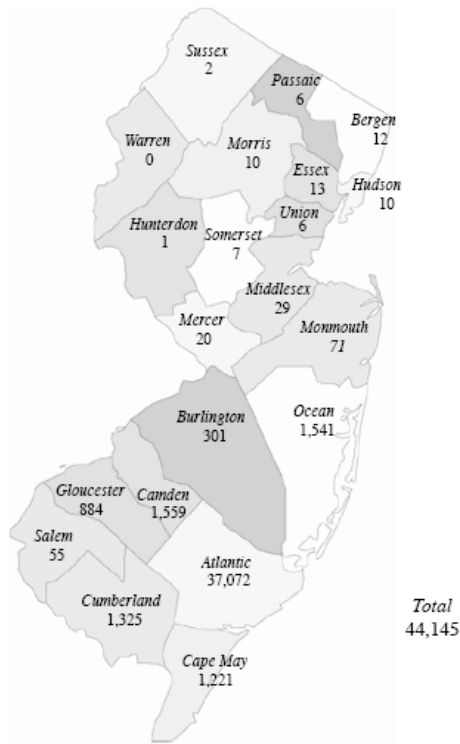 Sussex
2
Passaic
6
Bergen
12
Warren
0
Morris
10
Essex
13
Hudson
10
Hunterdon
1
Somerset
7
Union
6
Middlesex
29
Mercer
20
Monmouth
71
Burlington
301
Ocean
1,541
Gloucester
884
Camden
1,559
Salem
55
Atlantic
37,072
Cumberland
1,325
Cape May
1,221
Total
44,145